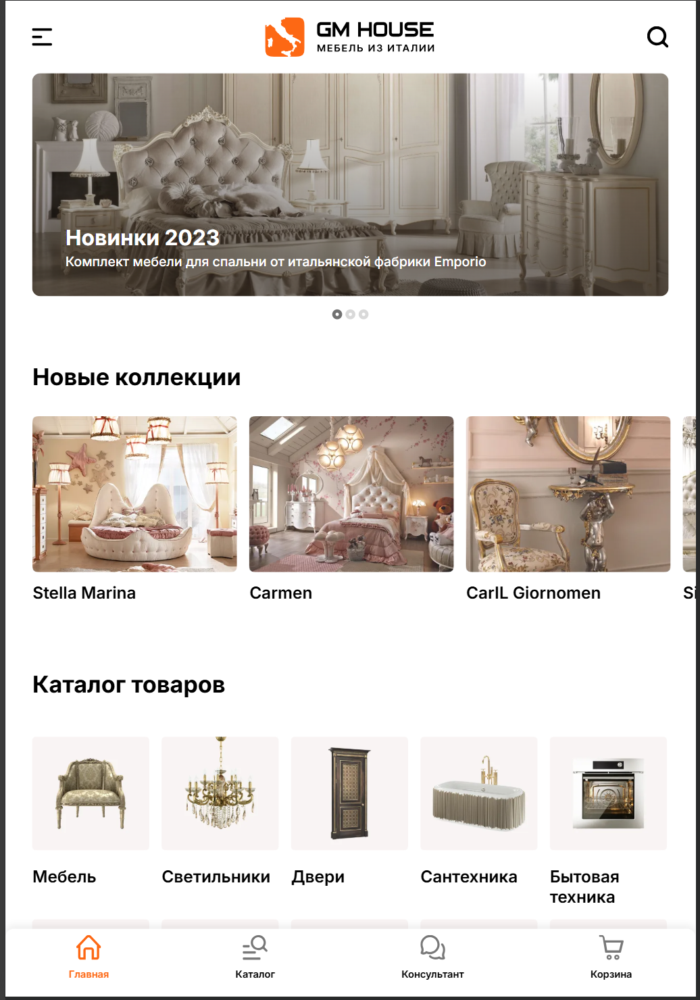 GM HOUSE
МЕБЕЛЬ ИЗ ИТАЛИИ
Новинки 2023
Комплект мебели для спальни от итальянской фабрики Emporio
Новые коллекции
Stella Marina
Carmen
CarlL Giornomen
Si
Каталог товаров
Мебель
Светильники
Двери
Сантехника
Бытовая
техника
Главная
Каталог
Консультант
Корзина